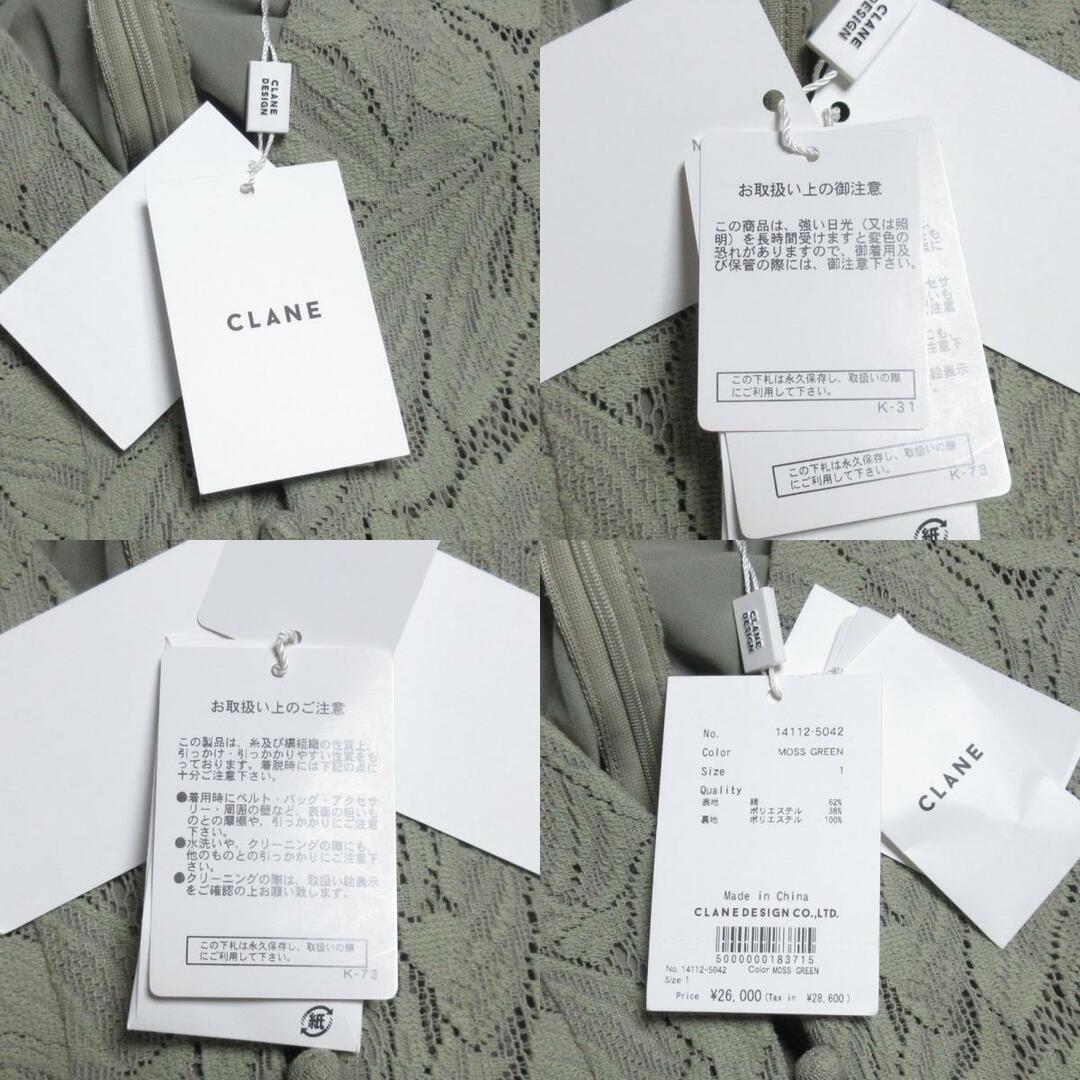 CLANE
DESIGN
CLANE
CLANE
DESIGN
お取扱い上の御注意
この商品は、強い日光（又は照
明）を長時間受けますと変色の
恐れがありますので、御着用及
び保管の際には、御注意下さい。
この下札は永久保存し、取扱いの際
にご利用して下さい。
K-31
この下札は永久保存し、取扱いの際
にご利用して下さい。
K-73
紙
お取扱い上のご注意
この製品は、糸及び編組織の性質上、
引っかけ・引っかかりやすい性質をも
っております。着脱時には下記の点に
十分ご注意下さい。
●着用時にベルト・バッグ・アクセサ
リー・周囲の壁など、表面の粗いも
のとの摩擦や、引っかかりにご注意
下さい。
●水洗いや、クリーニングの際にも、
他のものとの引っかかりにご注意下
さい。
●クリーニングの際は、取扱い絵表示
をご確認の上お願い致します。
この下札は永久保存し、取扱いの際
にご利用して下さい。
K-73
紙
CLANE
DESIGN
No. 14112-5042
Color MOSS GREEN
Size 1
Quality
表地 綿 62%
ポリエステル 38%
裏地 ポリエステル 100%
Made in China
CLANE DESIGN CO.,LTD.
5000000183715
No.14112-5042 Color MOSS GREEN
Size 1
Price ¥26,000 (Tax in ¥28,600)
CLANE